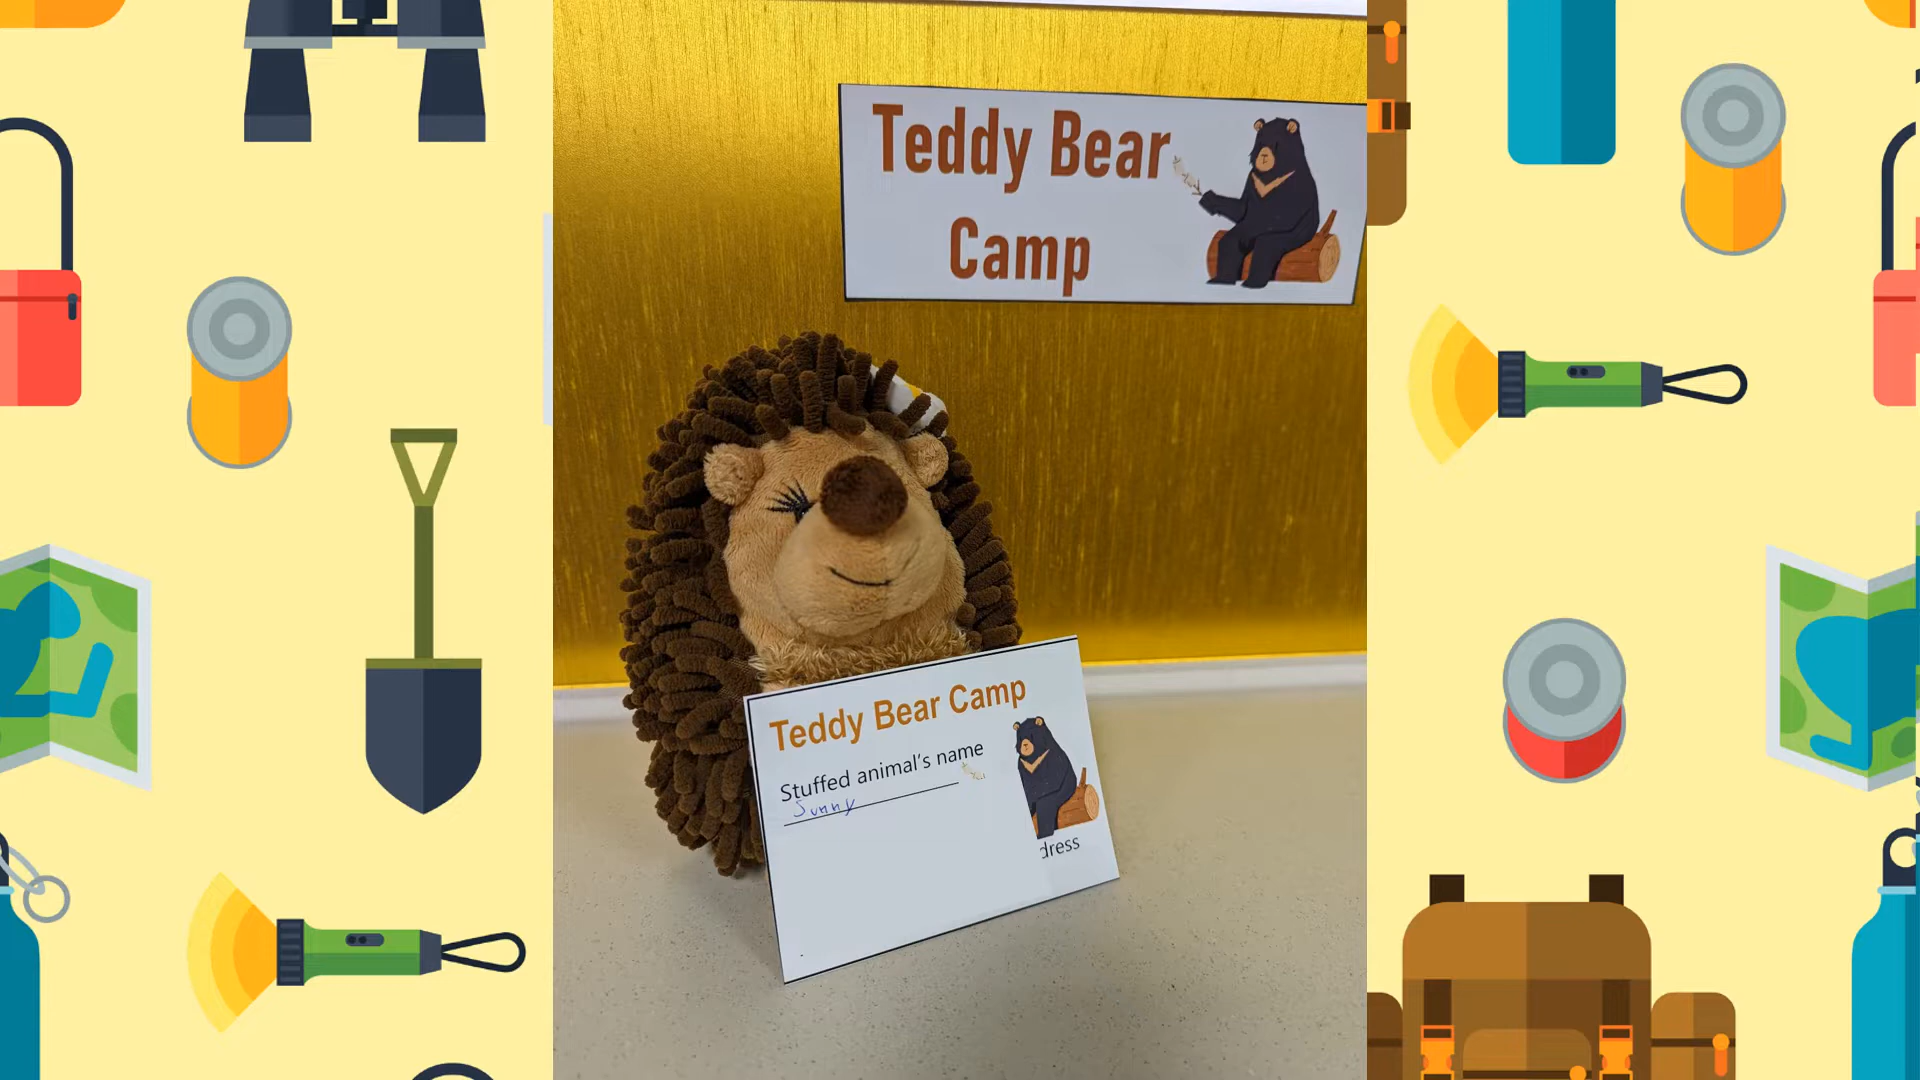 Teddy Bear
Camp
Teddy Bear Camp
Stuffed animal's name
Sunny
dress